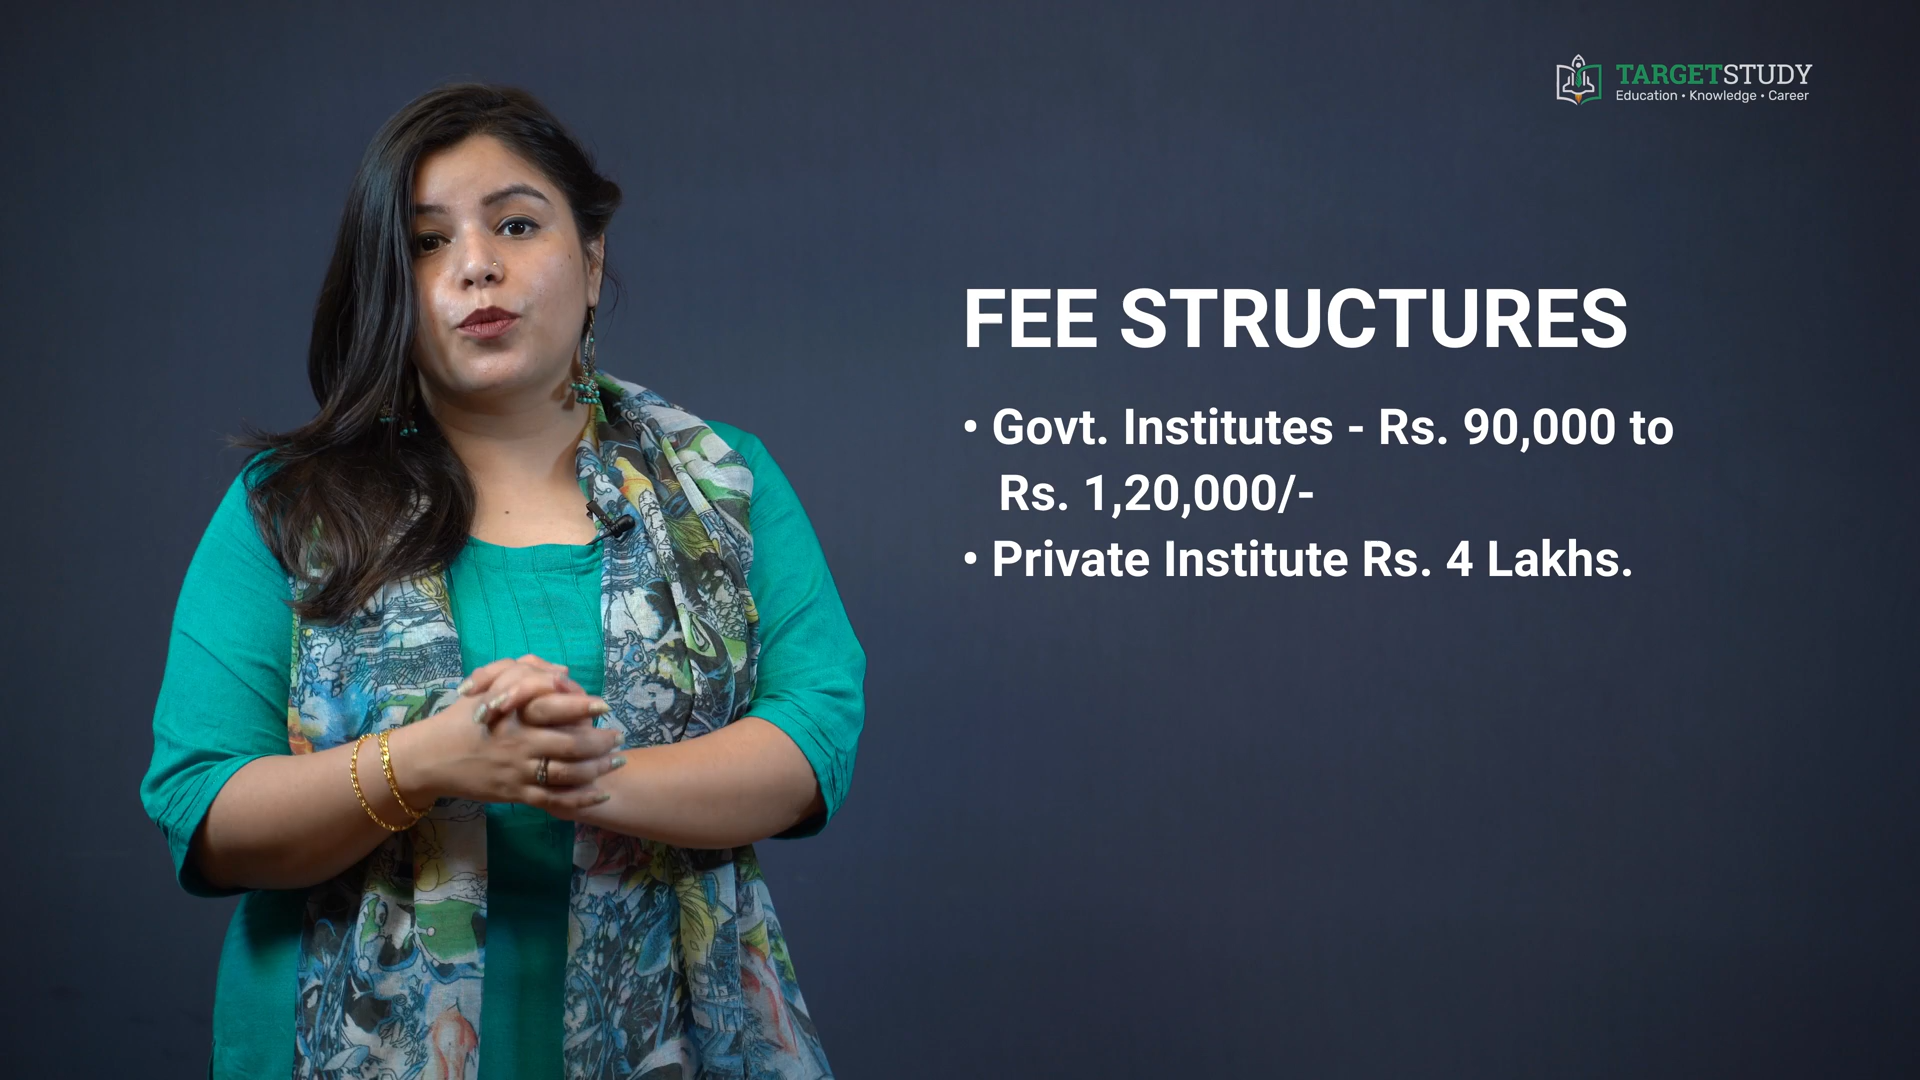 TARGETSTUDY
Education • Knowledge • Career
FEE STRUCTURES
• Govt. Institutes - Rs. 90,000 to
Rs. 1,20,000/-
• Private Institute Rs. 4 Lakhs.